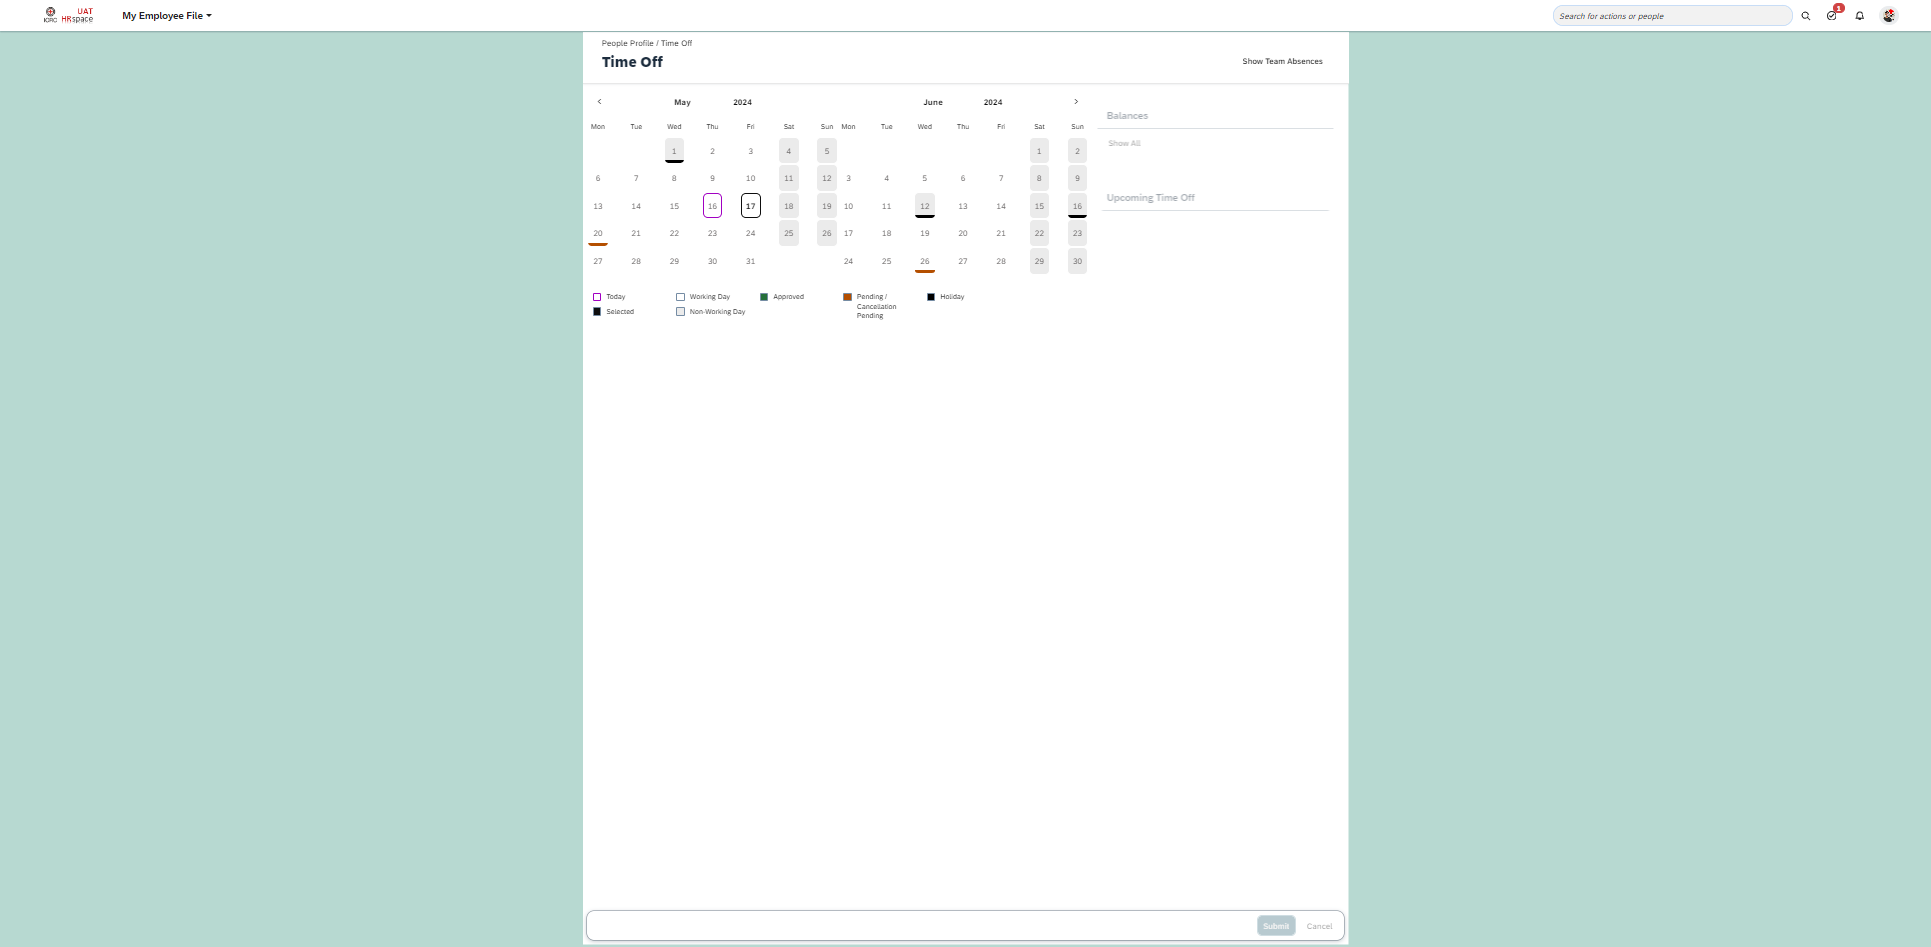 ICRC
UAT
HRspace
My Employee File
Search for actions or people
1
People Profile / Time Off
Time Off
Show Team Absences
< May 2024
June 2024 >
Mon Tue Wed Thu Fri Sat Sun
1 2 3 4 5
6 7 8 9 10 11 12
13 14 15 16 17 18 19
20 21 22 23 24 25 26
27 28 29 30 31
Mon Tue Wed Thu Fri Sat Sun
1 2
3 4 5 6 7 8 9
10 11 12 13 14 15 16
17 18 19 20 21 22 23
24 25 26 27 28 29 30
Today
Selected
Working Day
Non-Working Day
Approved
Pending /
Cancellation
Pending
Holiday
Balances
Show All
Upcoming Time Off
Submit Cancel